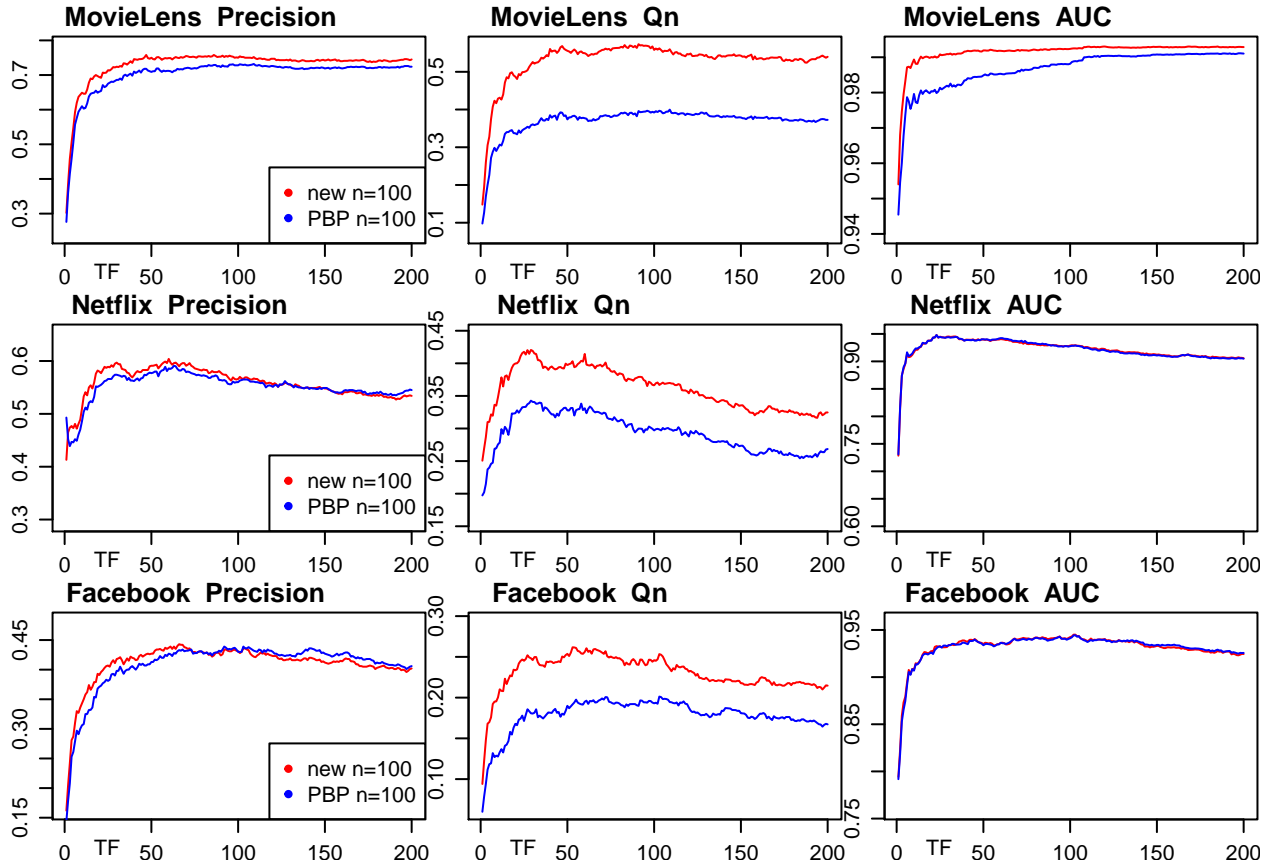 MovieLens Precision
0.3 0.5 0.7
new n=100
PBP n=100
0 50 100 150 200
TF
MovieLens Qn
0.1 0.3 0.5
0 50 100 150 200
TF
MovieLens AUC
0.94 0.96 0.98
0 50 100 150 200
TF
Netflix Precision
0.3 0.4 0.5 0.6
new n=100
PBP n=100
0 50 100 150 200
TF
Netflix Qn
0.15 0.25 0.35 0.45
0 50 100 150 200
TF
Netflix AUC
0.60 0.75 0.90
0 50 100 150 200
TF
Facebook Precision
0.15 0.30 0.45
new n=100
PBP n=100
0 50 100 150 200
TF
Facebook Qn
0.10 0.20 0.30
0 50 100 150 200
TF
Facebook AUC
0.75 0.85 0.95
0 50 100 150 200
TF